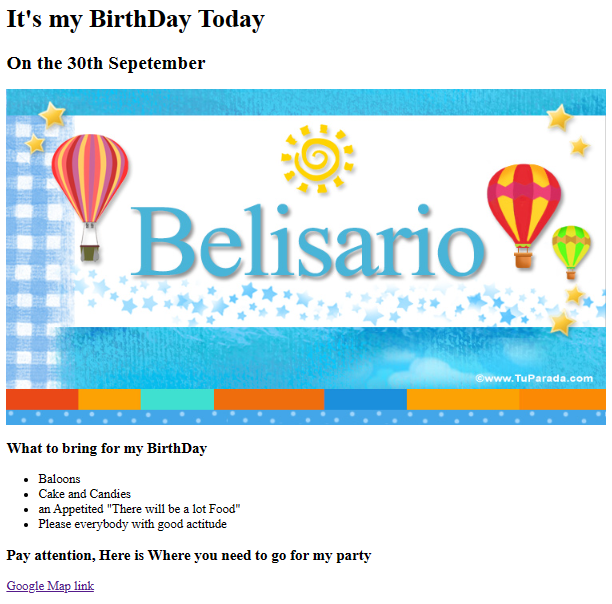 It's my BirthDay Today
On the 30th Sepetember
Belisario
©www.TuParada.com
What to bring for my BirthDay
Baloons
Cake and Candies
an Appetited "There will be a lot Food"
Please everybody with good actitude
Pay attention, Here is Where you need to go for my party
Google Map link